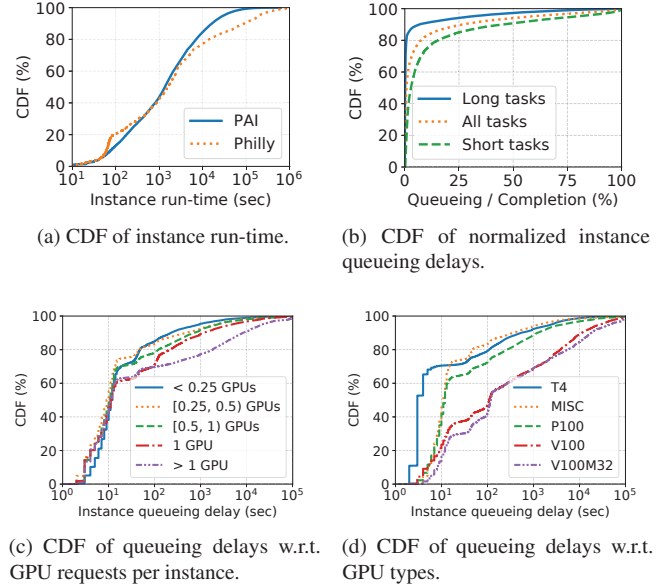 100
80
60
40
20
0
CDF (%)
PAI
Philly
10^1 10^2 10^3 10^4 10^5 10^6
Instance run-time (sec)
(a) CDF of instance run-time.
100
80
60
40
20
0
CDF (%)
Long tasks
All tasks
Short tasks
0 25 50 75 100
Queueing / Completion (%)
(b) CDF of normalized instance
queueing delays.
100
80
60
40
20
0
CDF (%)
< 0.25 GPUs
[0.25, 0.5) GPUs
[0.5, 1) GPUs
1 GPU
> 1 GPU
10^0 10^1 10^2 10^3 10^4 10^5
Instance queueing delay (sec)
(c) CDF of queueing delays w.r.t.
GPU requests per instance.
100
80
60
40
20
0
CDF (%)
T4
MISC
P100
V100
V100M32
10^0 10^1 10^2 10^3 10^4 10^5
Instance queueing delay (sec)
(d) CDF of queueing delays w.r.t.
GPU types.